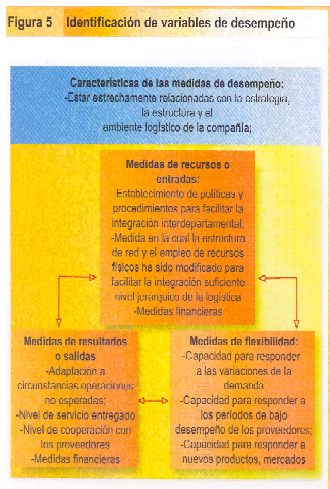 Figura 5 Identificación de variables de desempeño
Características de las medidas de desempeño:
-Estar estrechamente relacionadas con la estrategia,
la estructura y el
ambiente logístico de la compañía;
Medidas de recursos o
entradas:
Establecimiento de políticas y
procedimientos para facilitar la
integración interdepartamental;
-Medida en la cual la estructura
de red y el empleo de recursos
físicos ha sido modificado para
facilitar la integración suficiente
nivel jerárquico de la logística
-Medidas financieras
Medidas de resultados
o salidas
-Adaptación a
circunstancias operaciones
no esperadas;
-Nivel de servicio entregado
-Nivel de cooperación con
los proveedores
-Medidas financieras
Medidas de flexibilidad:
-Capacidad para responder
a las variaciones de la
demanda
-Capacidad para responder a
los períodos de bajo
desempeño de los proveedores;
-Capacidad para responder a
nuevos productos, mercados